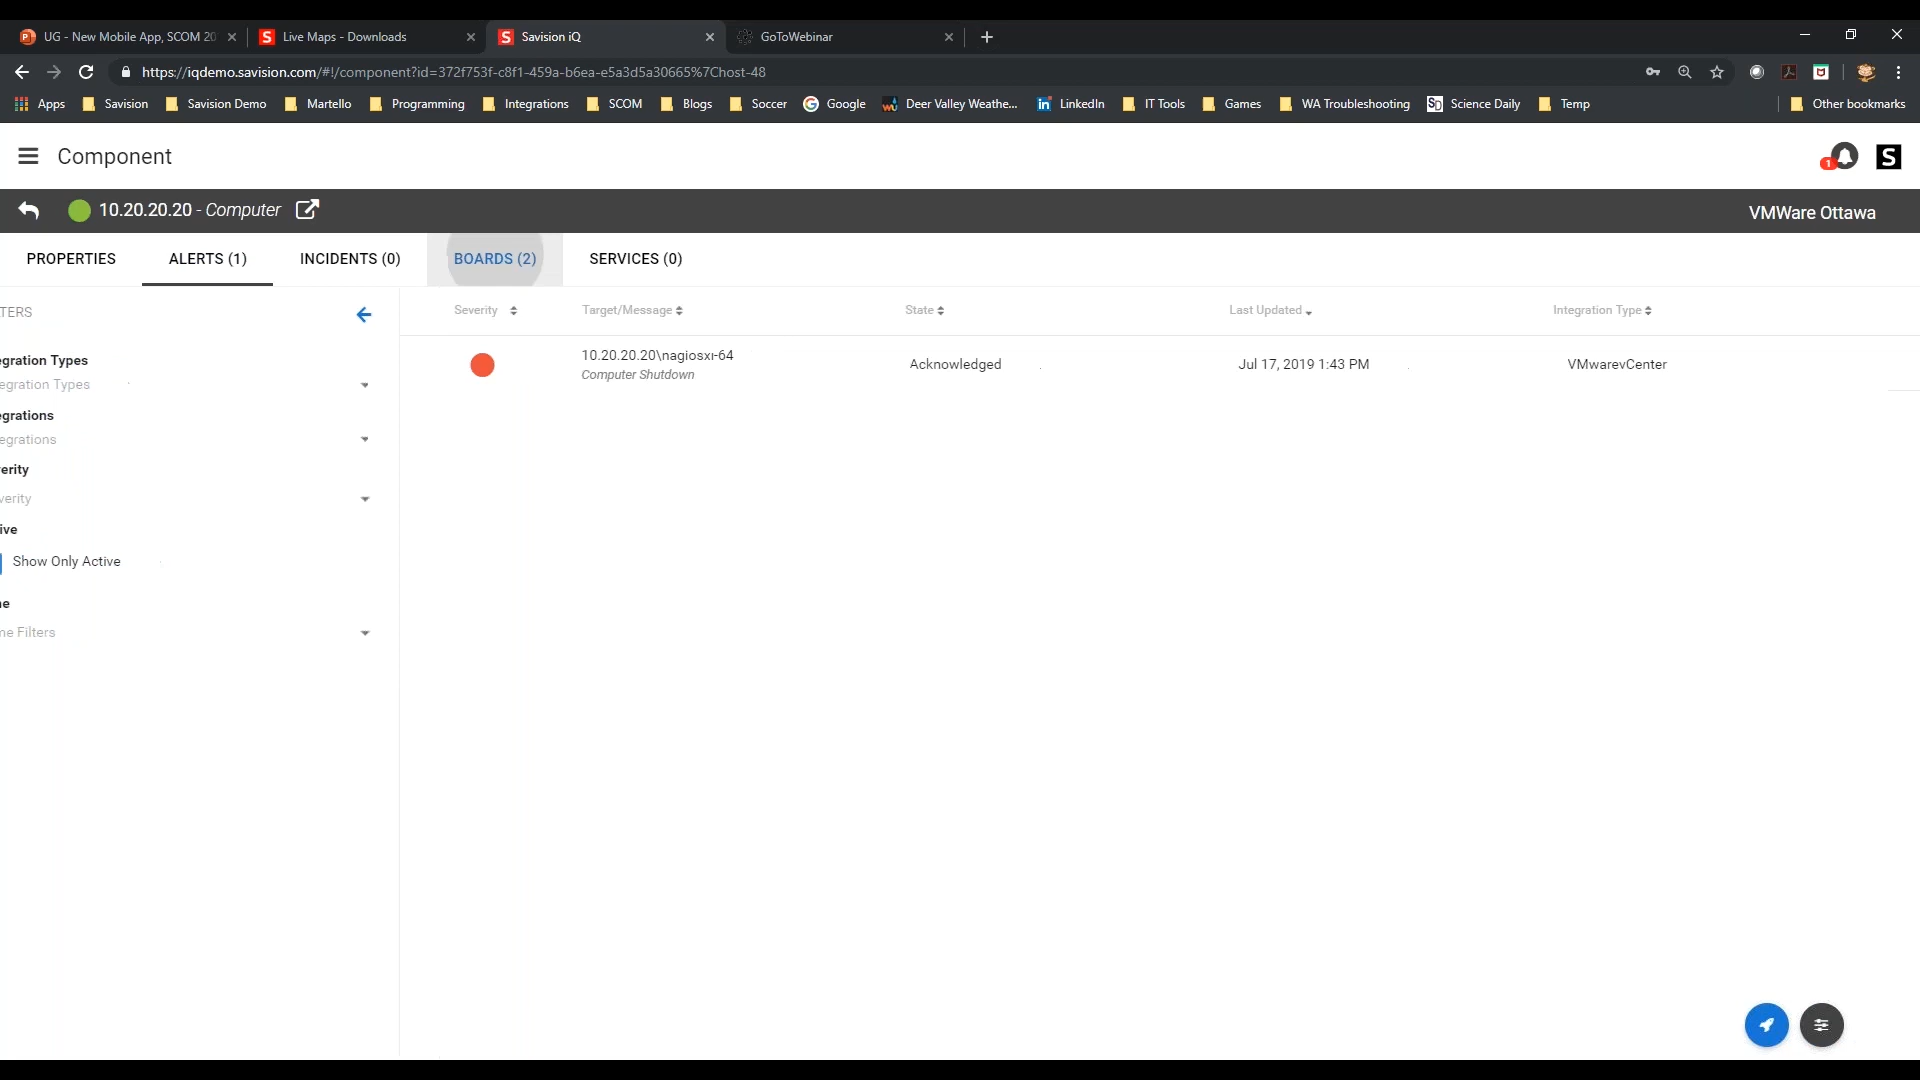 UG - New Mobile App, SCOM 20
Live Maps - Downloads
Savision iQ
GoToWebinar
https://iqdemo.savision.com/#!/component?id=372f753f-c8f1-459a-b6ea-e5a3d5a30665%7Chost-48
Apps Savision Savision Demo Martello Programming Integrations SCOM Blogs Soccer Google Deer Valley Weathe... LinkedIn IT Tools Games WA Troubleshooting Science Daily Temp Other bookmarks
Component
1
S
10.20.20.20 - Computer
VMWare Ottawa
PROPERTIES ALERTS (1) INCIDENTS (0) BOARDS (2) SERVICES (0)
TERS
Severity Target/Message State Last Updated Integration Type
egration Types
egration Types
egrations
egrations
erity
verity
ive
Show Only Active
ne
ne Filters
10.20.20.20\nagiosxi-64
Computer Shutdown
Acknowledged
Jul 17, 2019 1:43 PM
VMwarevCenter